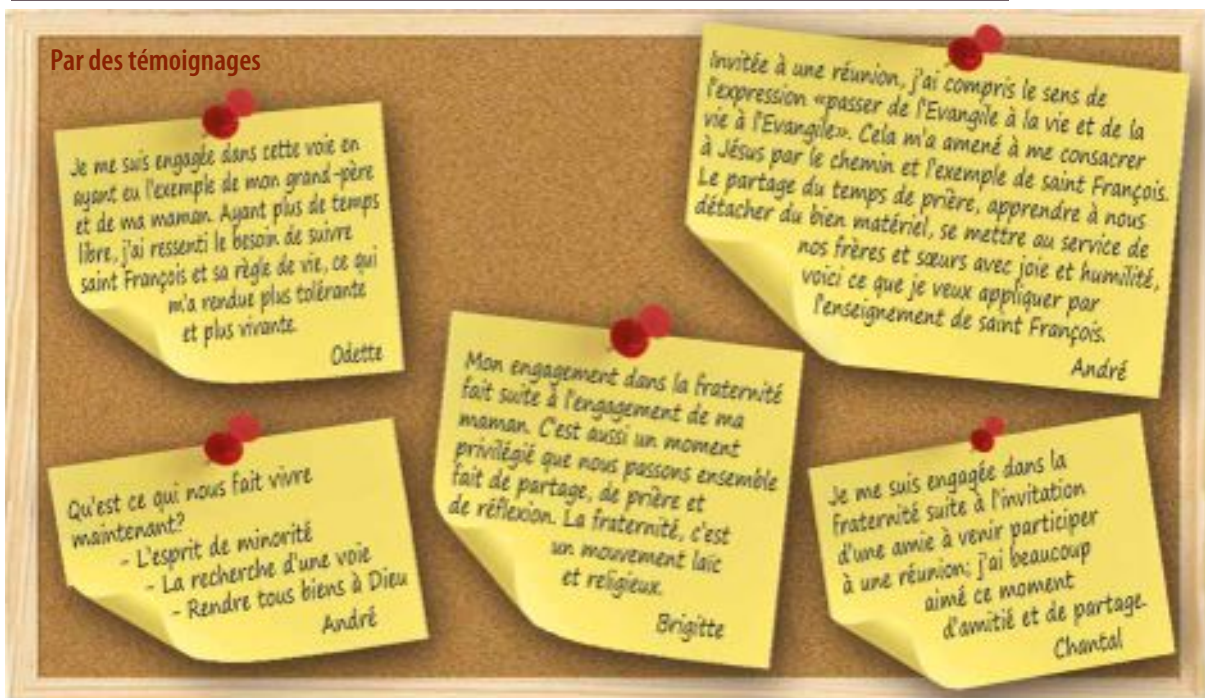 Par des témoignages
Je me suis engagée dans cette voie en
ayant eu l'exemple de mon grand-père
et de ma maman. Ayant plus de temps
libre, j'ai ressenti le besoin de suivre
saint François et sa règle de vie, ce qui
m'a rendue plus tolérante
et plus vivante.
Odette
Invitée à une réunion, j'ai compris le sens de
l'expression «passer de l'Evangile à la vie et de la
vie à l'Evangile». Cela m'a amené à me consacrer
à Jésus par le chemin et l'exemple de saint François.
Le partage du temps de prière, apprendre à nous
détacher du bien matériel, se mettre au service de
nos frères et sœurs avec joie et humilité,
voici ce que je veux appliquer par
l'enseignement de saint François.
André
Qu'est ce qui nous fait vivre
maintenant?
- L'esprit de minorité
- La recherche d'une voie
- Rendre tous biens à Dieu
André
Mon engagement dans la fraternité
fait suite à l'engagement de ma
maman. C'est aussi un moment
privilégié que nous passons ensemble
fait de partage, de prière et
de réflexion. La fraternité, c'est
un mouvement laïc
et religieux.
Brigitte
Je me suis engagée dans la
fraternité suite à l'invitation
d'une amie à venir participer
à une réunion; j'ai beaucoup
aimé ce moment
d'amitié et de partage.
Chantal